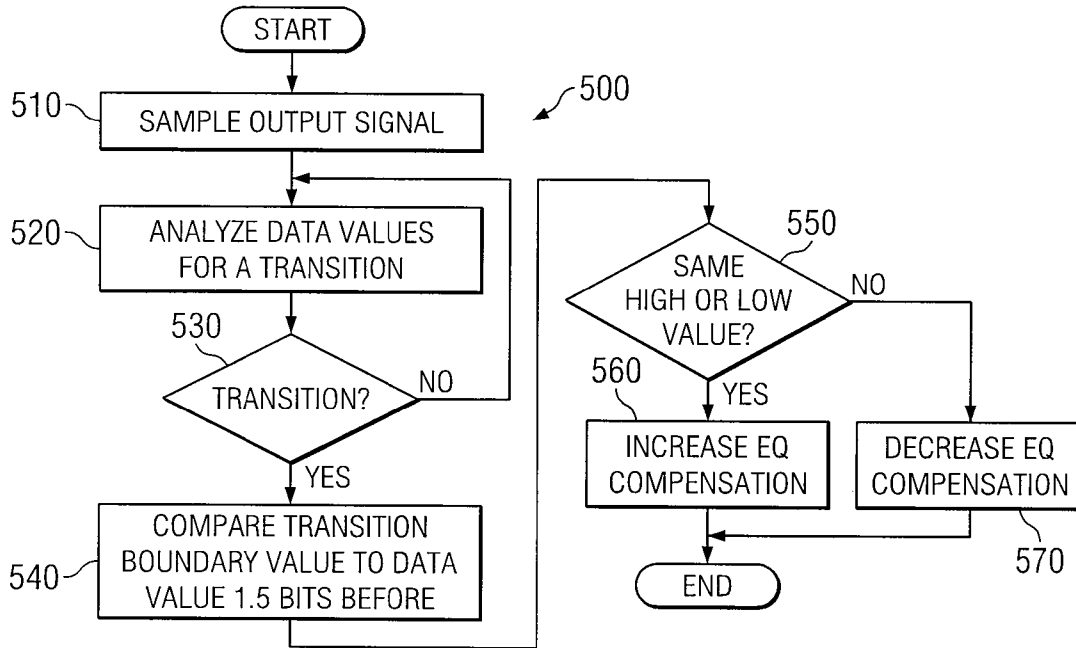 START
500
510
SAMPLE OUTPUT SIGNAL
520
ANALYZE DATA VALUES
FOR A TRANSITION
530
TRANSITION?
NO
YES
540
COMPARE TRANSITION
BOUNDARY VALUE TO DATA
VALUE 1.5 BITS BEFORE
550
SAME
HIGH OR LOW
VALUE?
NO
YES
560
INCREASE EQ
COMPENSATION
DECREASE EQ
COMPENSATION
570
END